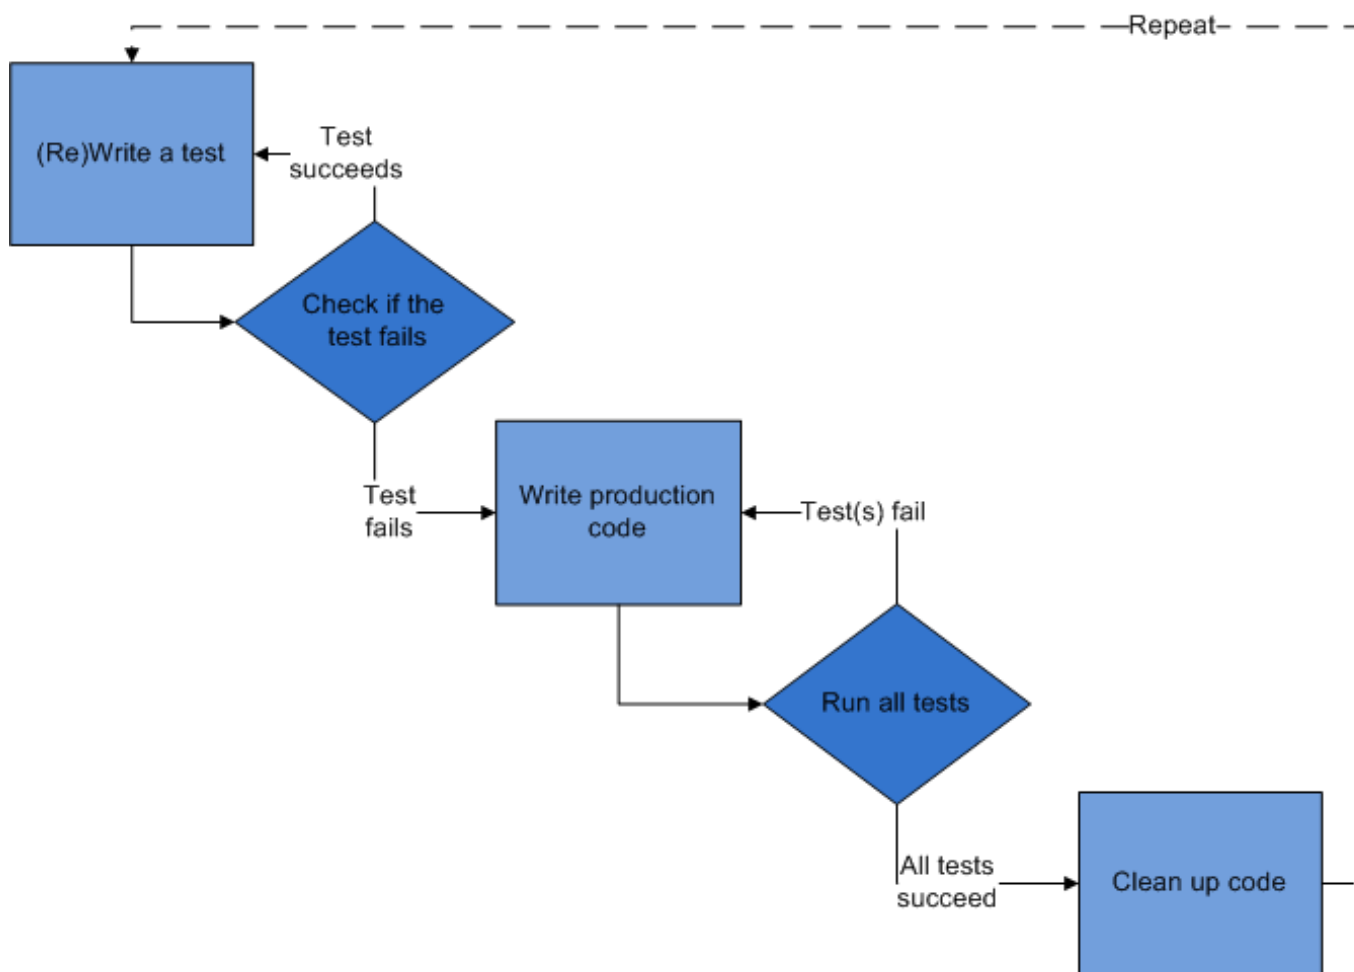 Repeat
(Re)Write a test
Test
succeeds
Check if the
test fails
Test
fails
Write production
code
Test(s) fail
Run all tests
All tests
succeed
Clean up code